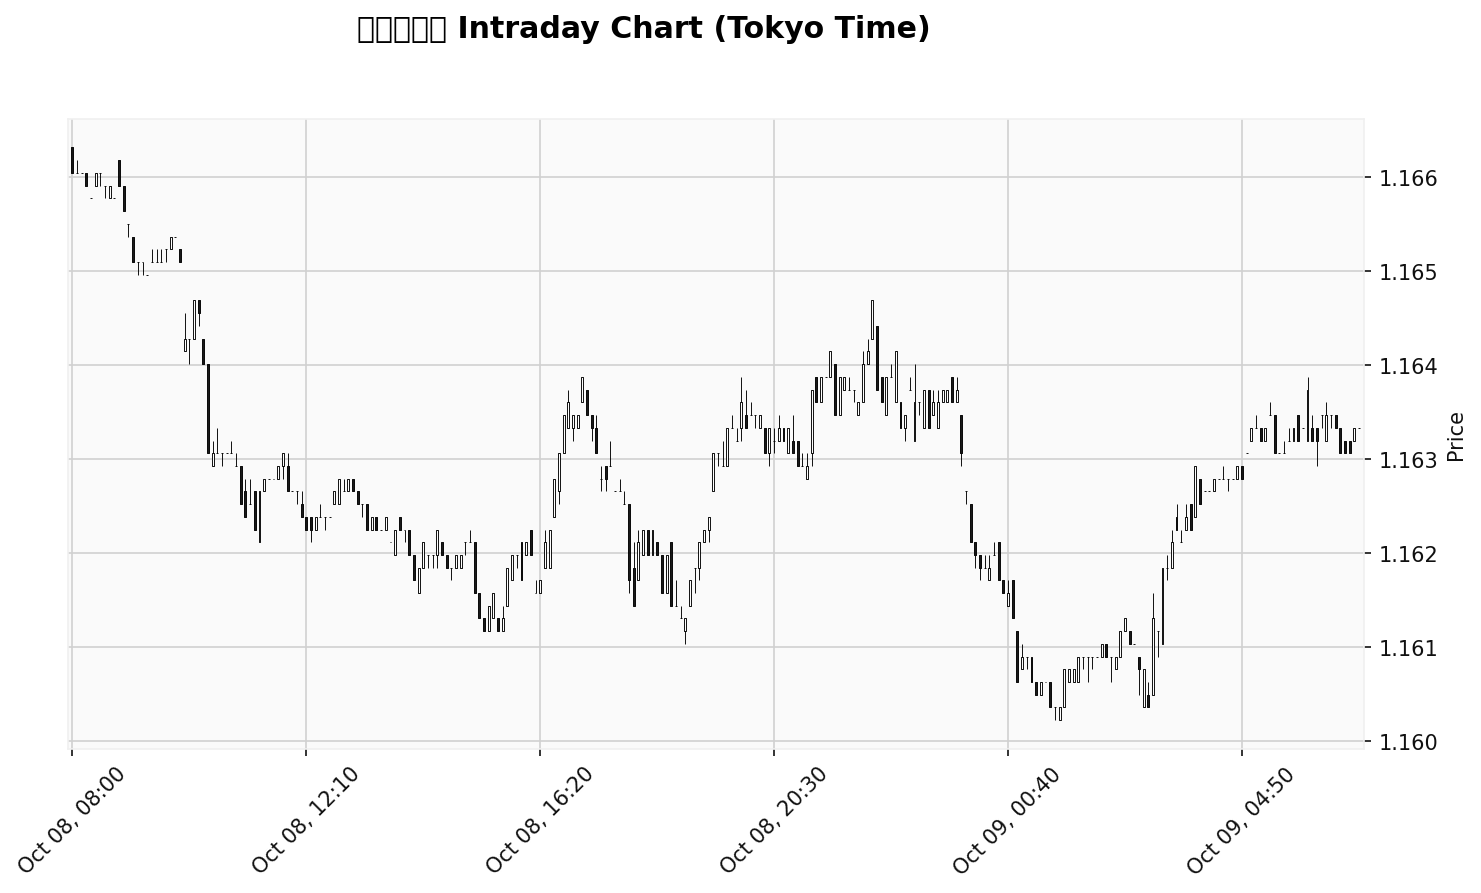 Intraday Chart (Tokyo Time)
1.166
1.165
1.164
1.163
1.162
1.161
1.160
Price
Oct 08, 08:00
Oct 08, 12:10
Oct 08, 16:20
Oct 08, 20:30
Oct 09, 00:40
Oct 09, 04:50